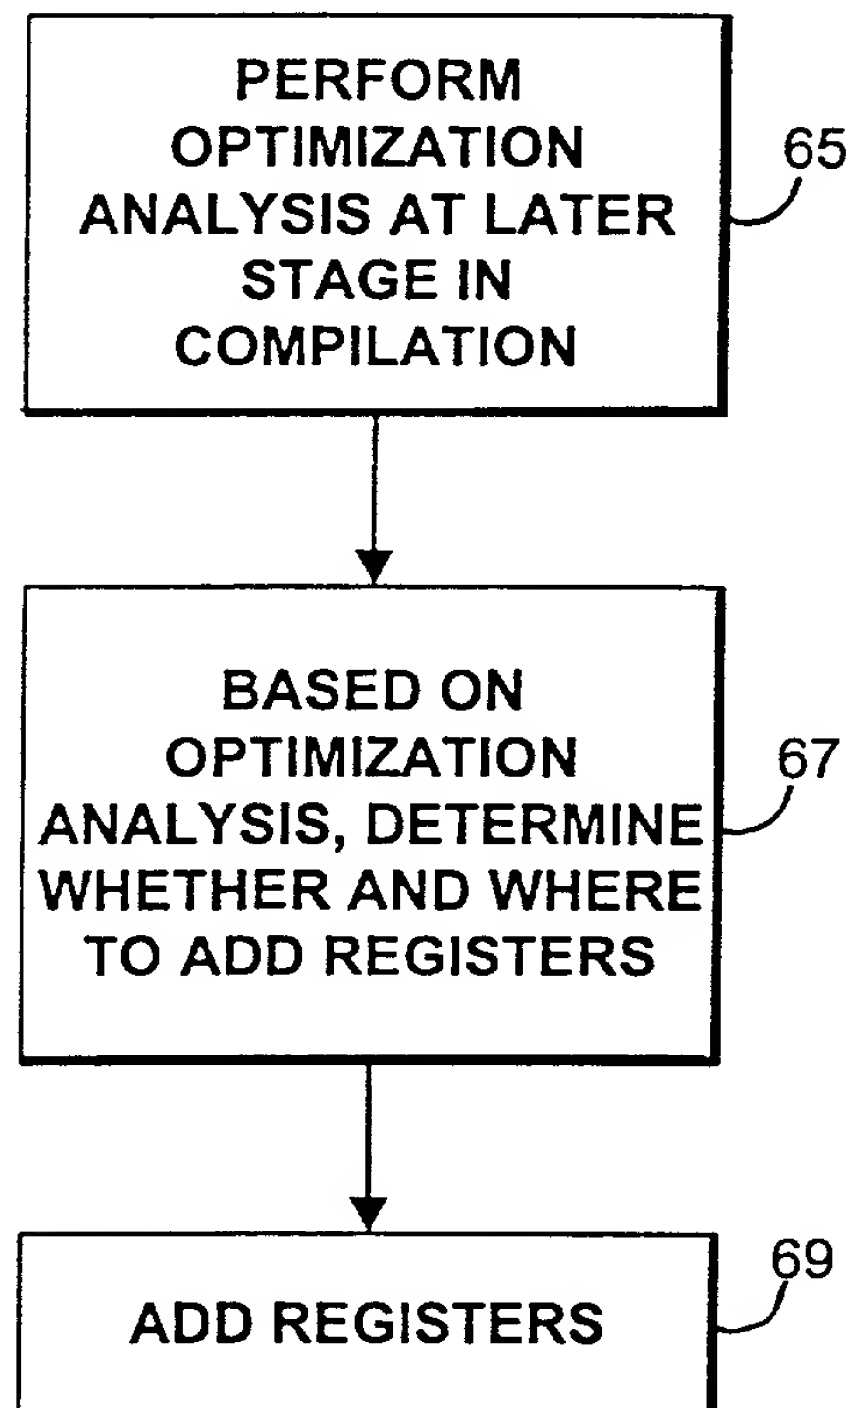 PERFORM
OPTIMIZATION
ANALYSIS AT LATER
STAGE IN
COMPILATION
65
BASED ON
OPTIMIZATION
ANALYSIS, DETERMINE
WHETHER AND WHERE
TO ADD REGISTERS
67
ADD REGISTERS
69